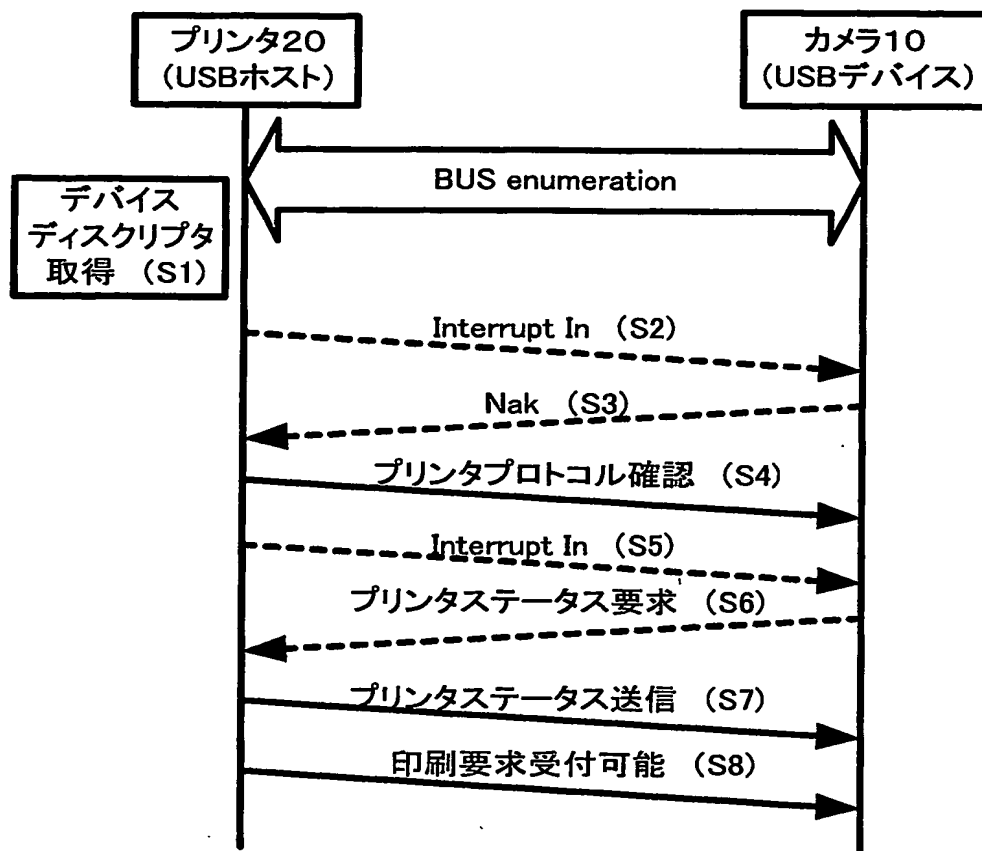 プリンタ20
(USBホスト)
カメラ10
(USBデバイス)
BUS enumeration
デバイス
ディスクリプタ
取得 (S1)
Interrupt In (S2)
Nak (S3)
プリンタプロトコル確認 (S4)
Interrupt In (S5)
プリンタステータス要求 (S6)
プリンタステータス送信 (S7)
印刷要求受付可能 (S8)